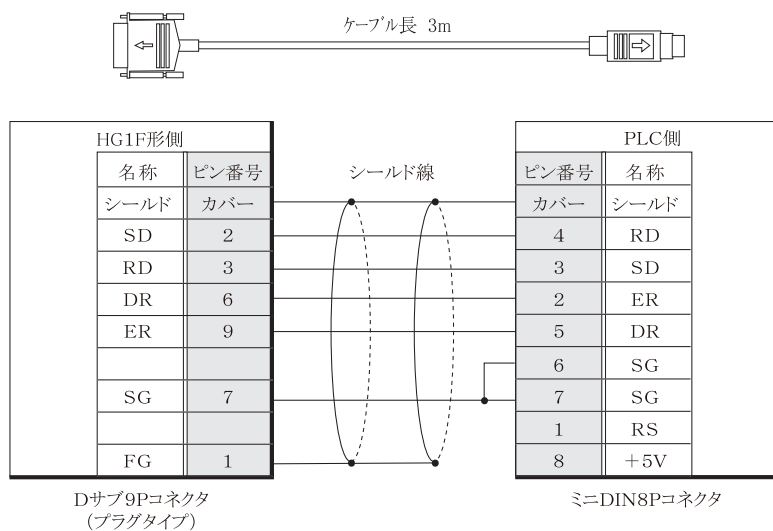 ケーブル長 3m
HG1F形側
名称 ピン番号
シールド カバー
SD 2
RD 3
DR 6
ER 9
SG 7
FG 1
Dサブ9Pコネクタ
(プラグタイプ)
シールド線
PLC側
ピン番号 名称
カバー シールド
4 RD
3 SD
2 ER
5 DR
6 SG
7 SG
1 RS
8 +5V
ミニDIN8Pコネクタ